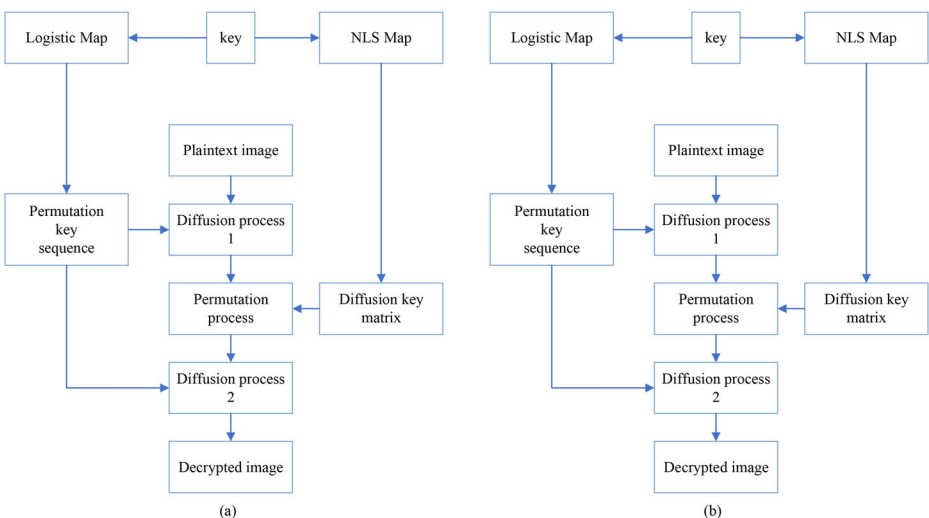 Logistic Map
key
NLS Map
Plaintext image
Permutation
key
sequence
Diffusion process
1
Permutation
process
Diffusion key
matrix
Diffusion process
2
Decrypted image
(a)
Logistic Map
key
NLS Map
Plaintext image
Permutation
key
sequence
Diffusion process
1
Permutation
process
Diffusion key
matrix
Diffusion process
2
Decrypted image
(b)